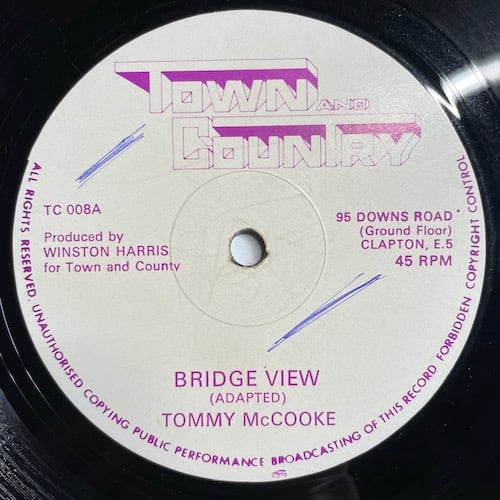 TOWN AND
COUNTRY
TC 008A
Produced by
WINSTON HARRIS
for Town and County
95 DOWNS ROAD
(Ground Floor)
CLAPTON, E.5
45 RPM
BRIDGE VIEW
(ADAPTED)
TOMMY McCOOKE
ALL RIGHTS RESERVED. UNAUTHORISED COPYING PUBLIC PERFORMANCE BROADCASTING OF THIS RECORD FORBIDDEN COPYRIGHT CONTROL